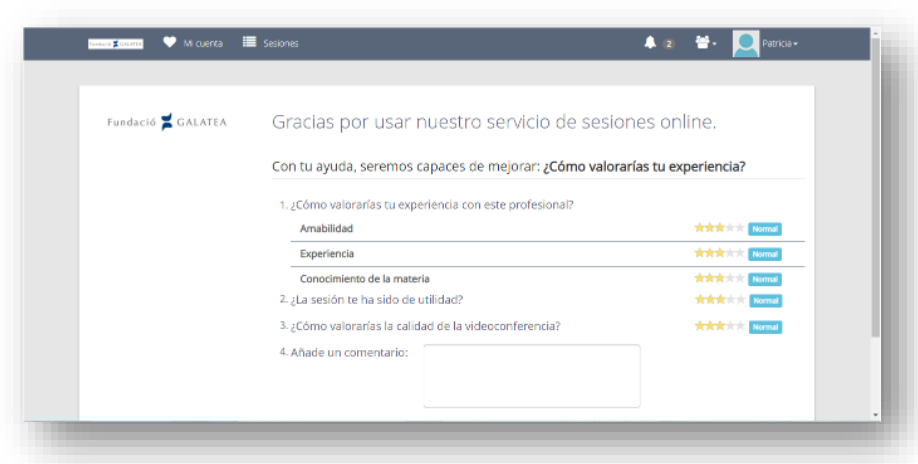 Fundació GALATEA Mi cuenta Sesiones 2 Patricia
Fundació GALATEA
Gracias por usar nuestro servicio de sesiones online.
Con tu ayuda, seremos capaces de mejorar: ¿Cómo valorarías tu experiencia?
1. ¿Cómo valorarías tu experiencia con este profesional?
Amabilidad Normal
Experiencia Normal
Conocimiento de la materia Normal
2. ¿La sesión te ha sido de utilidad? Normal
3. ¿Cómo valorarías la calidad de la videoconferencia? Normal
4. Añade un comentario: